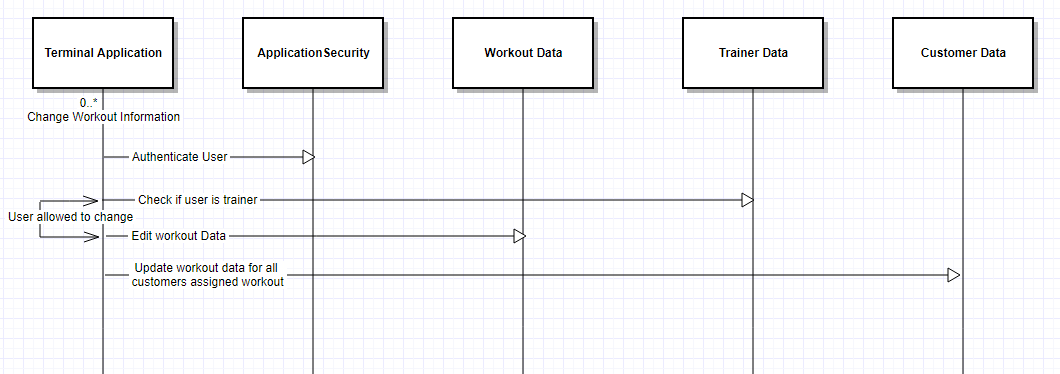 Terminal Application
ApplicationSecurity
Workout Data
Trainer Data
Customer Data
0..*
Change Workout Information
Authenticate User
Check if user is trainer
User allowed to change
Edit workout Data
Update workout data for all
customers assigned workout